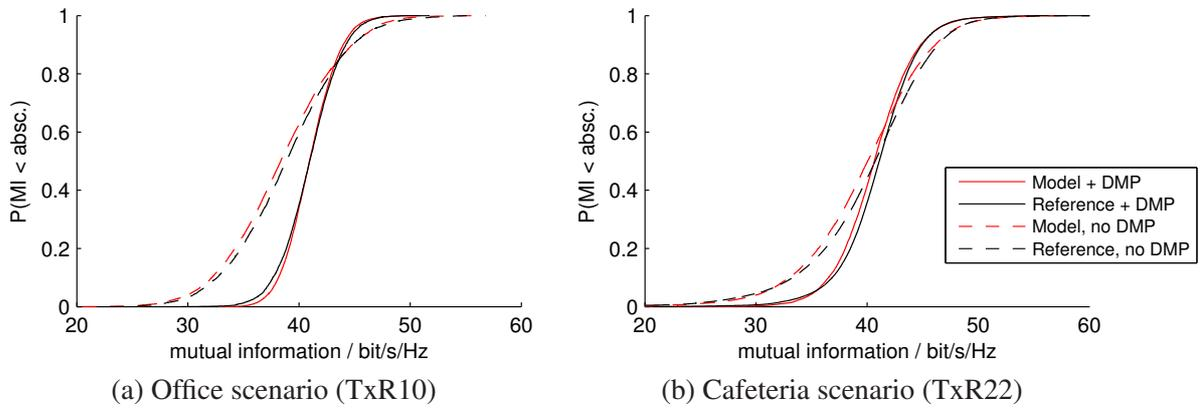 1
0.8
0.6
0.4
0.2
0
P(MI < absc.)
20 30 40 50 60
mutual information / bit/s/Hz
(a) Office scenario (TxR10)
1
0.8
0.6
0.4
0.2
0
P(MI < absc.)
20 30 40 50 60
mutual information / bit/s/Hz
(b) Cafeteria scenario (TxR22)
Model + DMP
Reference + DMP
Model, no DMP
Reference, no DMP